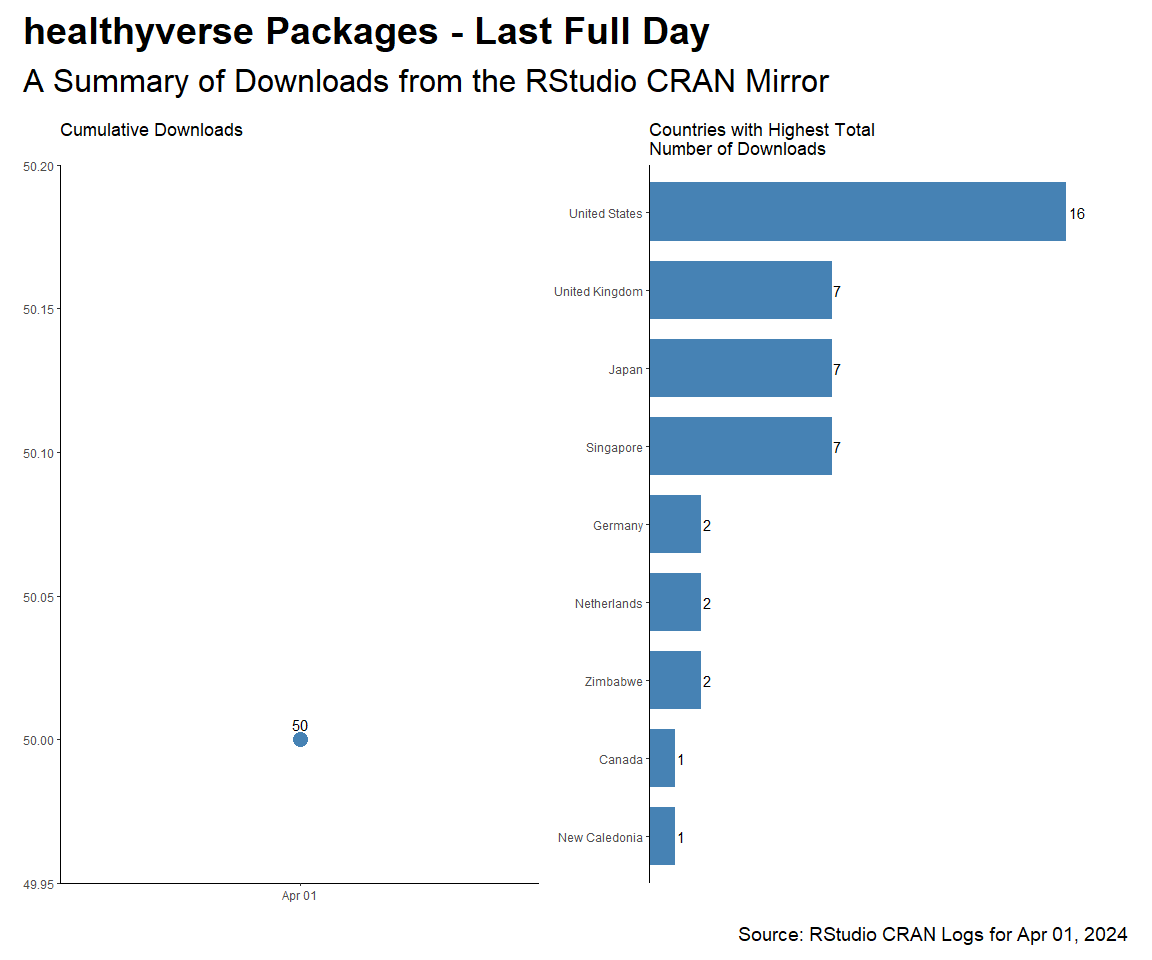 healthyverse Packages - Last Full Day
A Summary of Downloads from the RStudio CRAN Mirror
Cumulative Downloads
50.20
50.15
50.10
50.05
50.00
49.95
50
Apr 01
Countries with Highest Total
Number of Downloads
United States 16
United Kingdom 7
Japan 7
Singapore 7
Germany 2
Netherlands 2
Zimbabwe 2
Canada 1
New Caledonia 1
Source: RStudio CRAN Logs for Apr 01, 2024